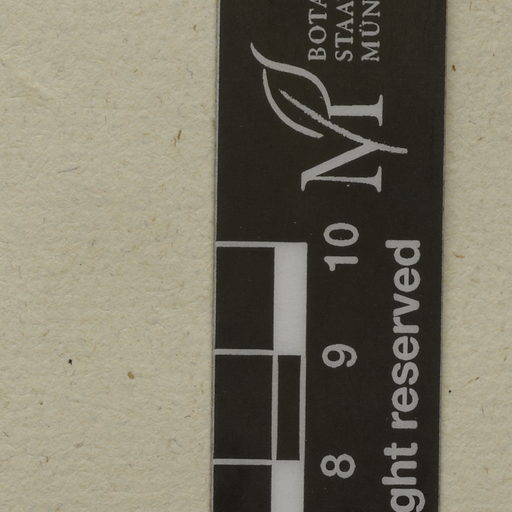 BOTA
STAA
MÜN
M
8 9 10
ght reserved